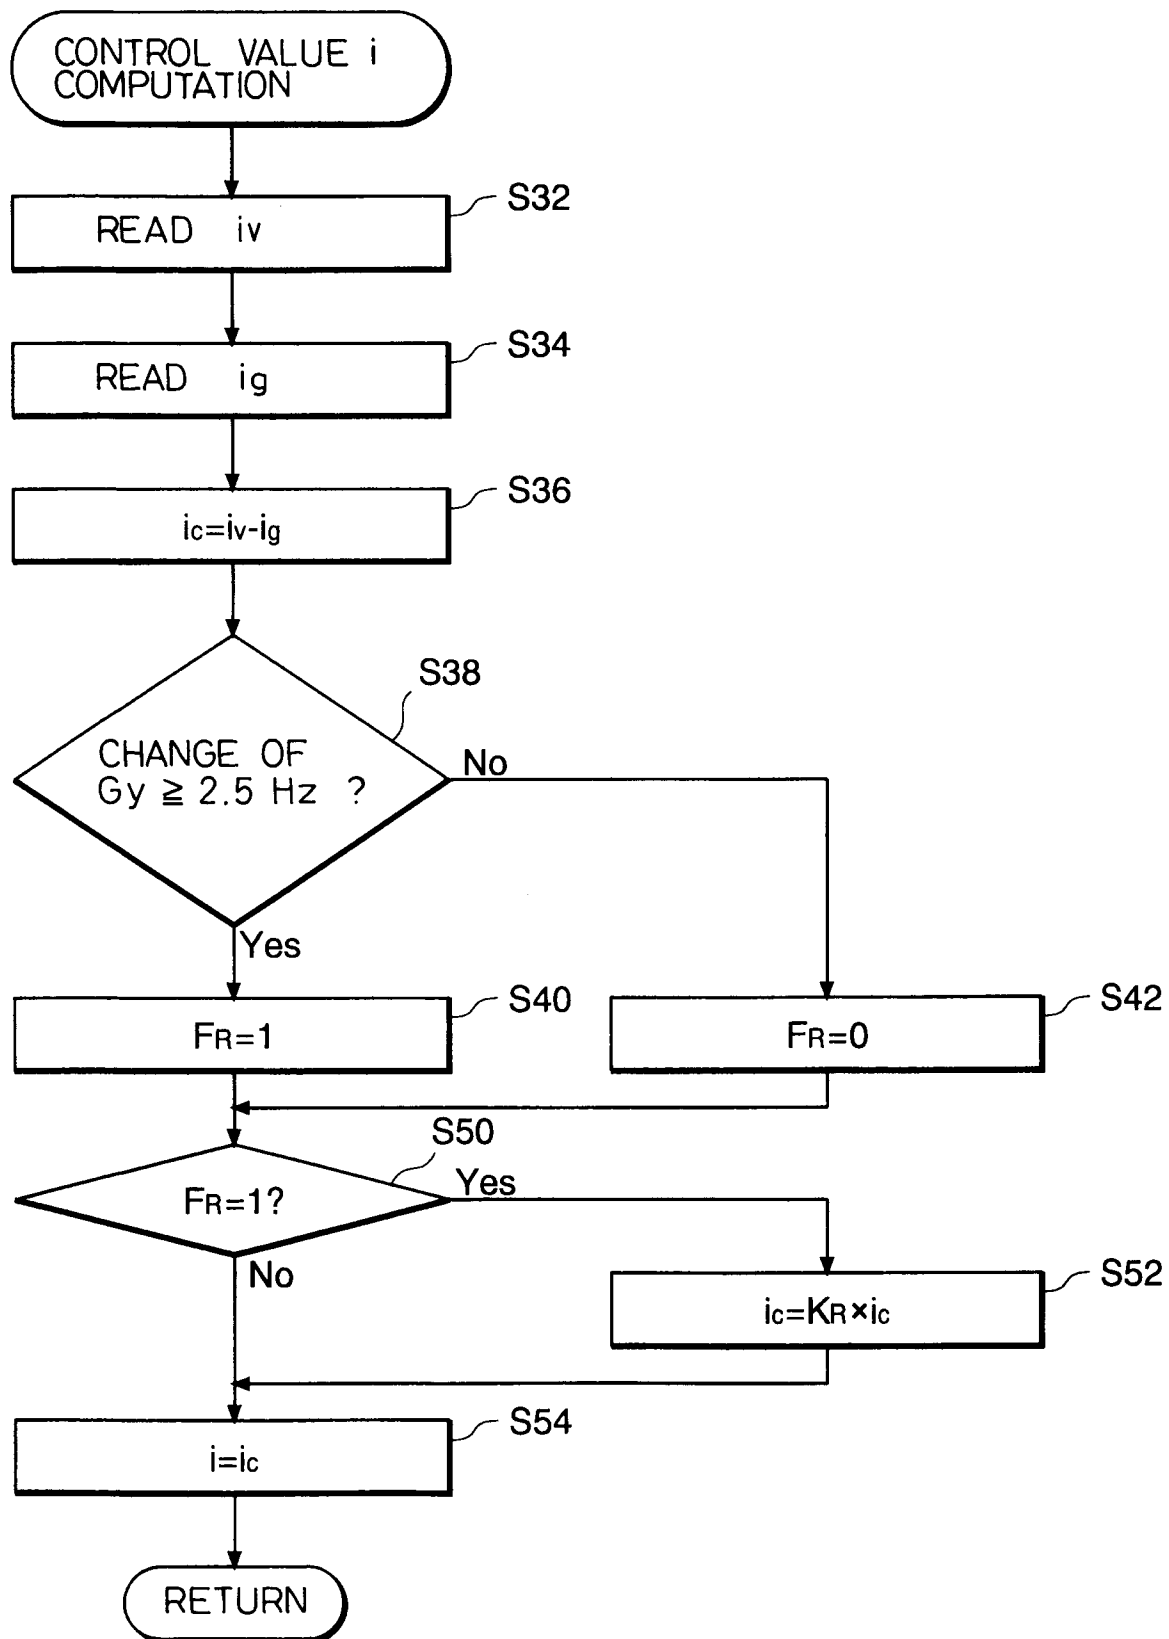 CONTROL VALUE i
COMPUTATION
S32
READ iv
S34
READ ig
S36
ic=iv-ig
S38
CHANGE OF
Gy ≧ 2.5 Hz ?
No
Yes
S40
FR=1
S42
FR=0
S50
FR=1?
Yes
No
S52
ic=KR×ic
S54
i=ic
RETURN